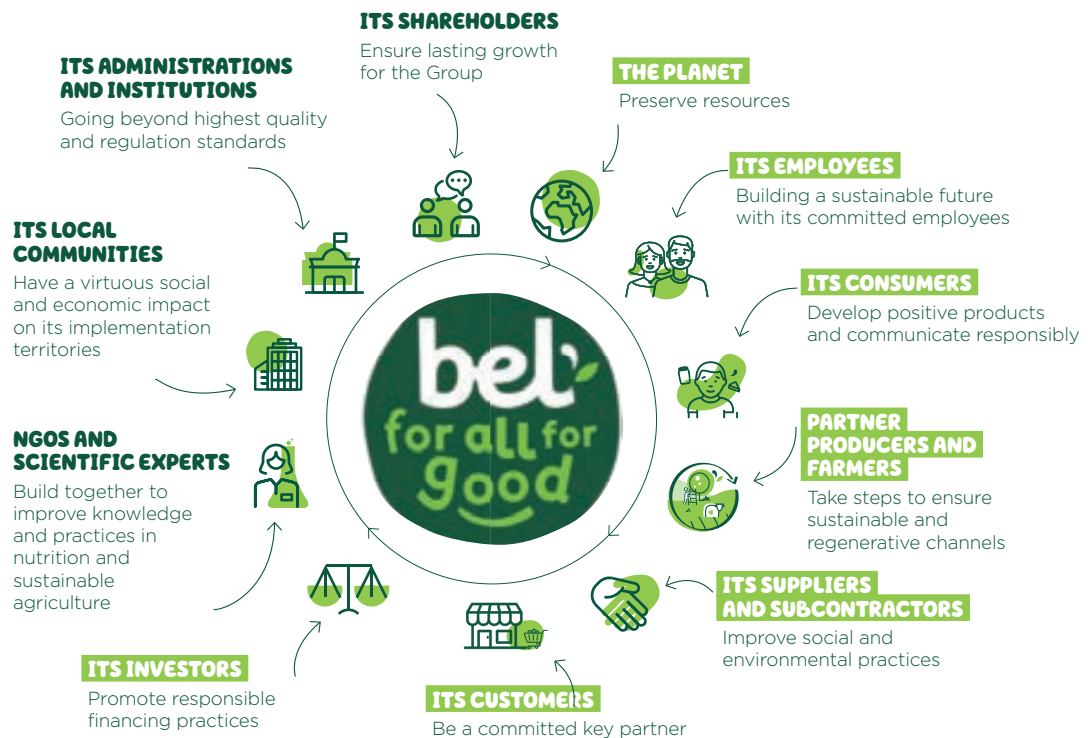 ITS SHAREHOLDERS
Ensure lasting growth
for the Group
THE PLANET
Preserve resources
ITS EMPLOYEES
Building a sustainable future
with its committed employees
ITS CONSUMERS
Develop positive products
and communicate responsibly
PARTNER
PRODUCERS AND
FARMERS
Take steps to ensure
sustainable and
regenerative channels
ITS SUPPLIERS
AND SUBCONTRACTORS
Improve social and
environmental practices
ITS CUSTOMERS
Be a committed key partner
ITS INVESTORS
Promote responsible
financing practices
NGOS AND
SCIENTIFIC EXPERTS
Build together to
improve knowledge
and practices in
nutrition and
sustainable
agriculture
ITS LOCAL
COMMUNITIES
Have a virtuous social
and economic impact
on its implementation
territories
ITS ADMINISTRATIONS
AND INSTITUTIONS
Going beyond highest quality
and regulation standards
bel
for all for
good